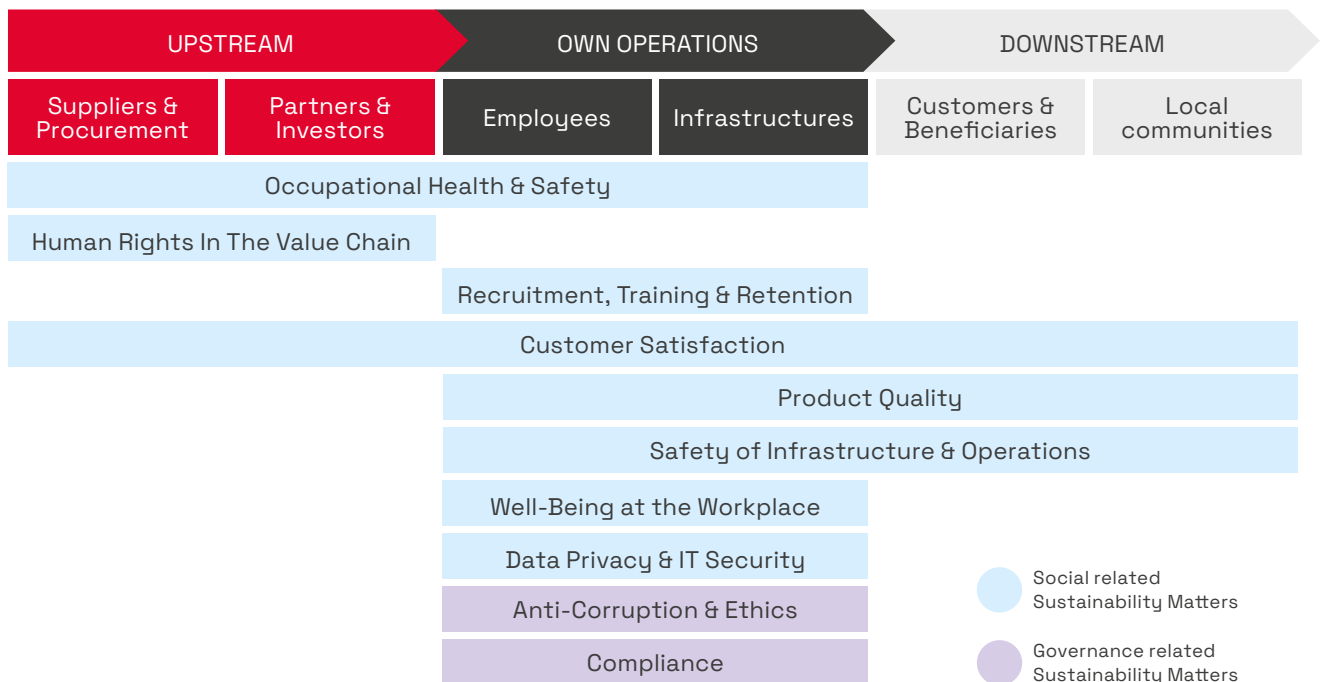 UPSTREAM
OWN OPERATIONS
DOWNSTREAM
Suppliers &
Procurement
Partners &
Investors
Employees
Infrastructures
Customers &
Beneficiaries
Local
communities
Occupational Health & Safety
Human Rights In The Value Chain
Recruitment, Training & Retention
Customer Satisfaction
Product Quality
Safety of Infrastructure & Operations
Well-Being at the Workplace
Data Privacy & IT Security
Anti-Corruption & Ethics
Compliance
Social related
Sustainability Matters
Governance related
Sustainability Matters